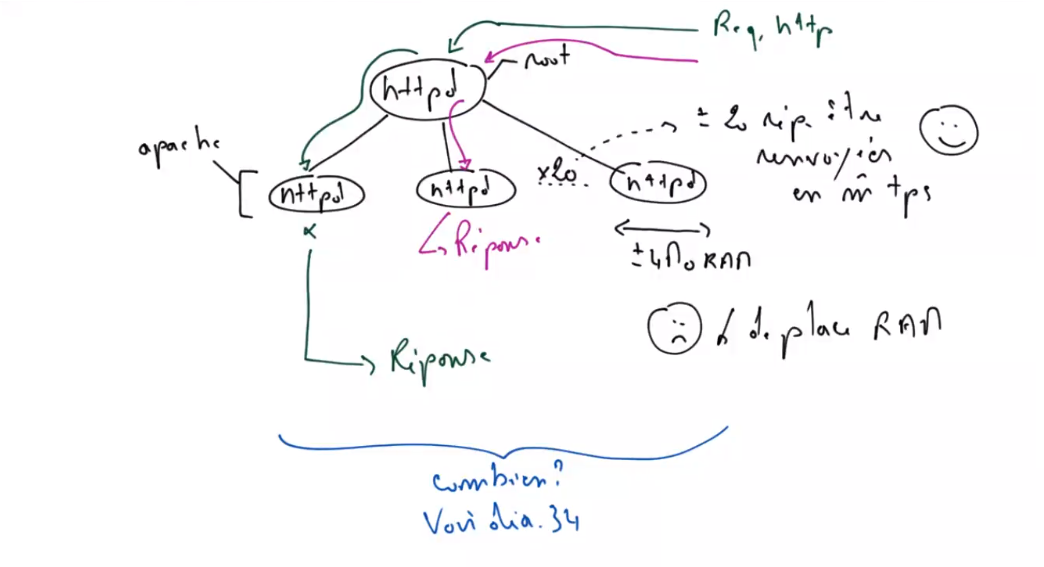 Req. http
root
httpd
± 20 rép. être
renvoyées
en m̂ tps
apache
httpd
httpd
x20
httpd
Réponse
± 4Mo RAM
de place RAM
Réponse
combien?
Voir dia. 34